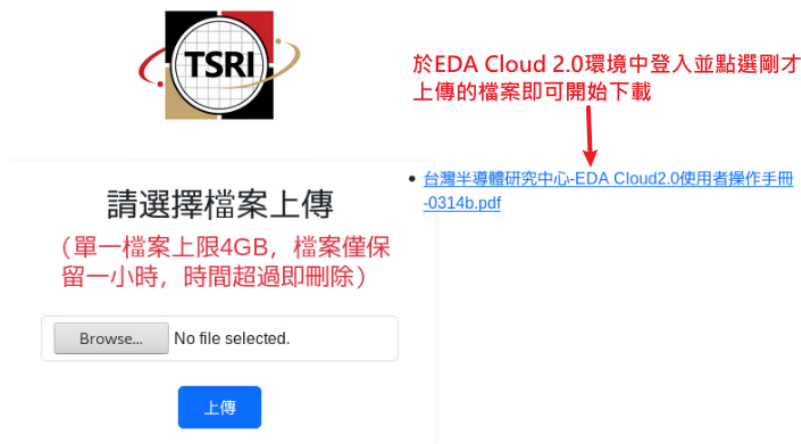 TSRI
於EDA Cloud 2.0環境中登入並點選剛才
上傳的檔案即可開始下載
台灣半導體研究中心-EDA Cloud2.0使用者操作手冊
-0314b.pdf
請選擇檔案上傳
（單一檔案上限4GB，檔案僅保
留一小時，時間超過即刪除）
Browse... No file selected.
上傳